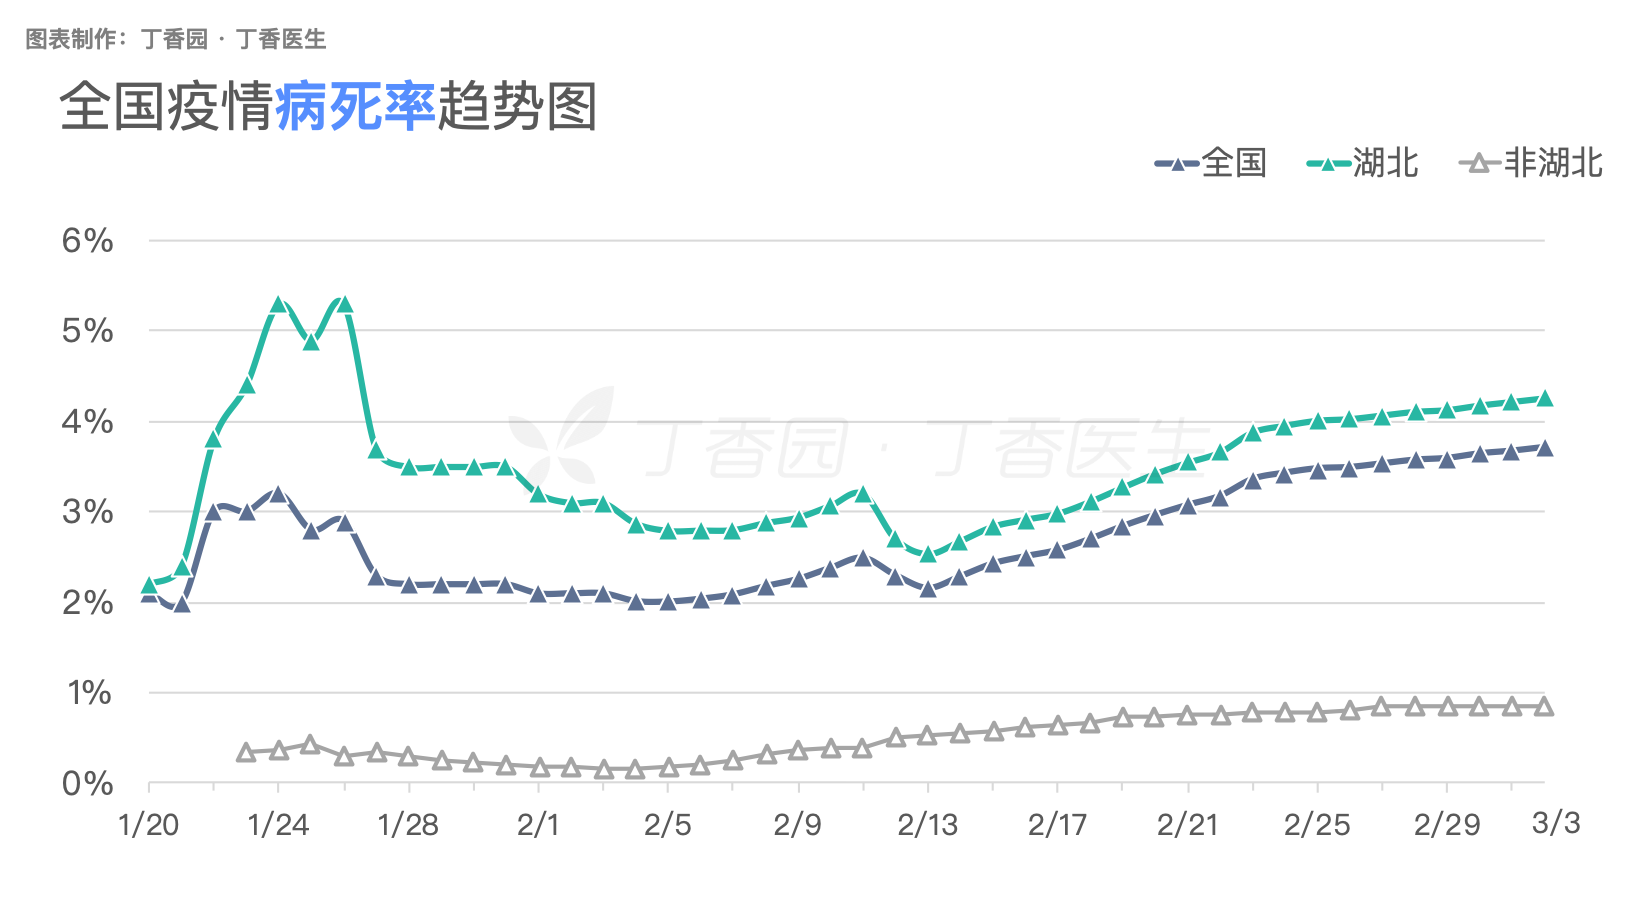 图表制作：丁香园 · 丁香医生
全国疫情病死率趋势图
全国 湖北 非湖北
6%
5%
4%
3%
2%
1%
0%
丁香园 · 丁香医生
1/20 1/24 1/28 2/1 2/5 2/9 2/13 2/17 2/21 2/25 2/29 3/3